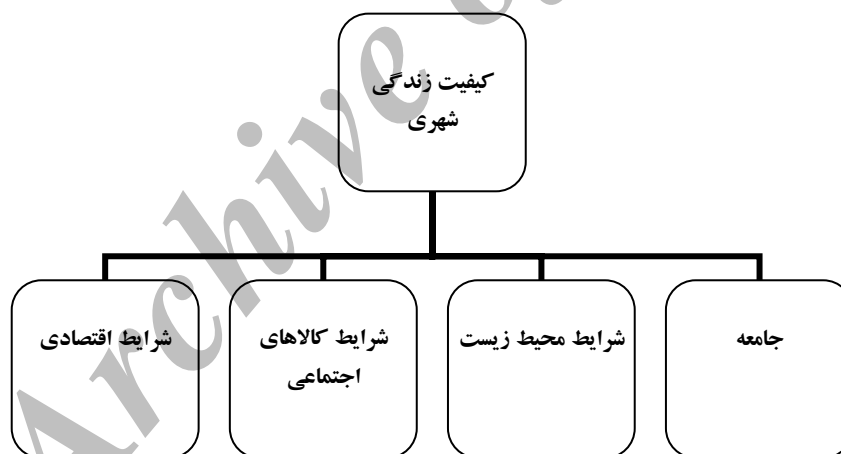 کیفیت زندگی
شهری
جامعه
شرایط محیط زیست
شرایط کالاهای
اجتماعی
شرایط اقتصادی
Archive o